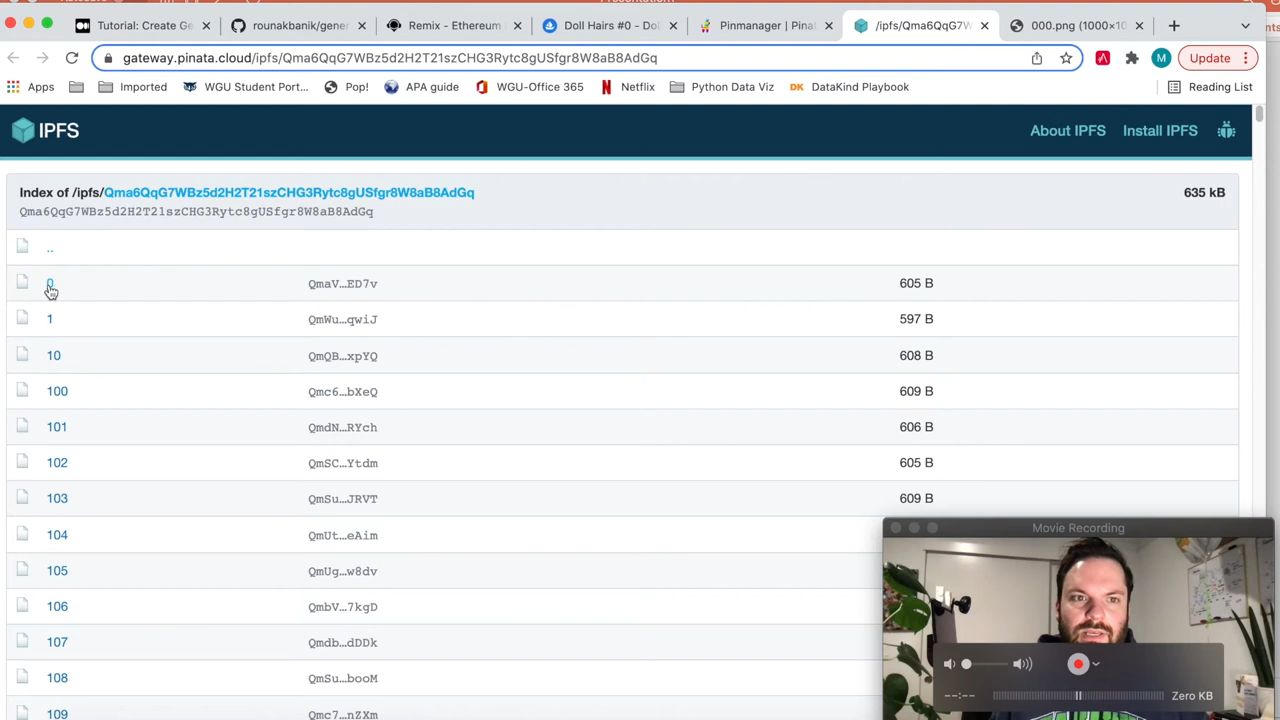 Tutorial: Create Ge
rounakbanik/gener
Remix - Ethereum
Doll Hairs #0 - Dol
Pinmanager | Pinat
/ipfs/Qma6QqG7W
000.png (1000×10
gateway.pinata.cloud/ipfs/Qma6QqG7WBz5d2H2T21szCHG3Rytc8gUSfgr8W8aB8AdGq
M
Update
Apps
Imported
WGU Student Port...
Pop!
APA guide
WGU-Office 365
Netflix
Python Data Viz
DK DataKind Playbook
Reading List
IPFS
About IPFS
Install IPFS
Index of /ipfs/Qma6QqG7WBz5d2H2T21szCHG3Rytc8gUSfgr8W8aB8AdGq
635 kB
Qma6QqG7WBz5d2H2T21szCHG3Rytc8gUSfgr8W8aB8AdGq
..
0 QmaV…ED7v 605 B
1 QmWu…qwiJ 597 B
10 QmQB…xpYQ 608 B
100 Qmc6…bXeQ 609 B
101 QmdN…RYch 606 B
102 QmSC…Ytdm 605 B
103 QmSu…JRVT 609 B
104 QmUt…eAim
105 QmUg…w8dv
106 QmbV…7kgD
107 Qmdb…dDDk
108 QmSu…booM
109 Qmc7…nZXm
Movie Recording
--:--
Zero KB